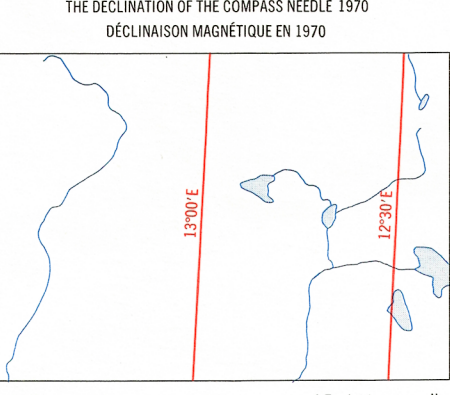 THE DECLINATION OF THE COMPASS NEEDLE 1970
DÉCLINAISON MAGNÉTIQUE EN 1970
13°00'E
12°30'E